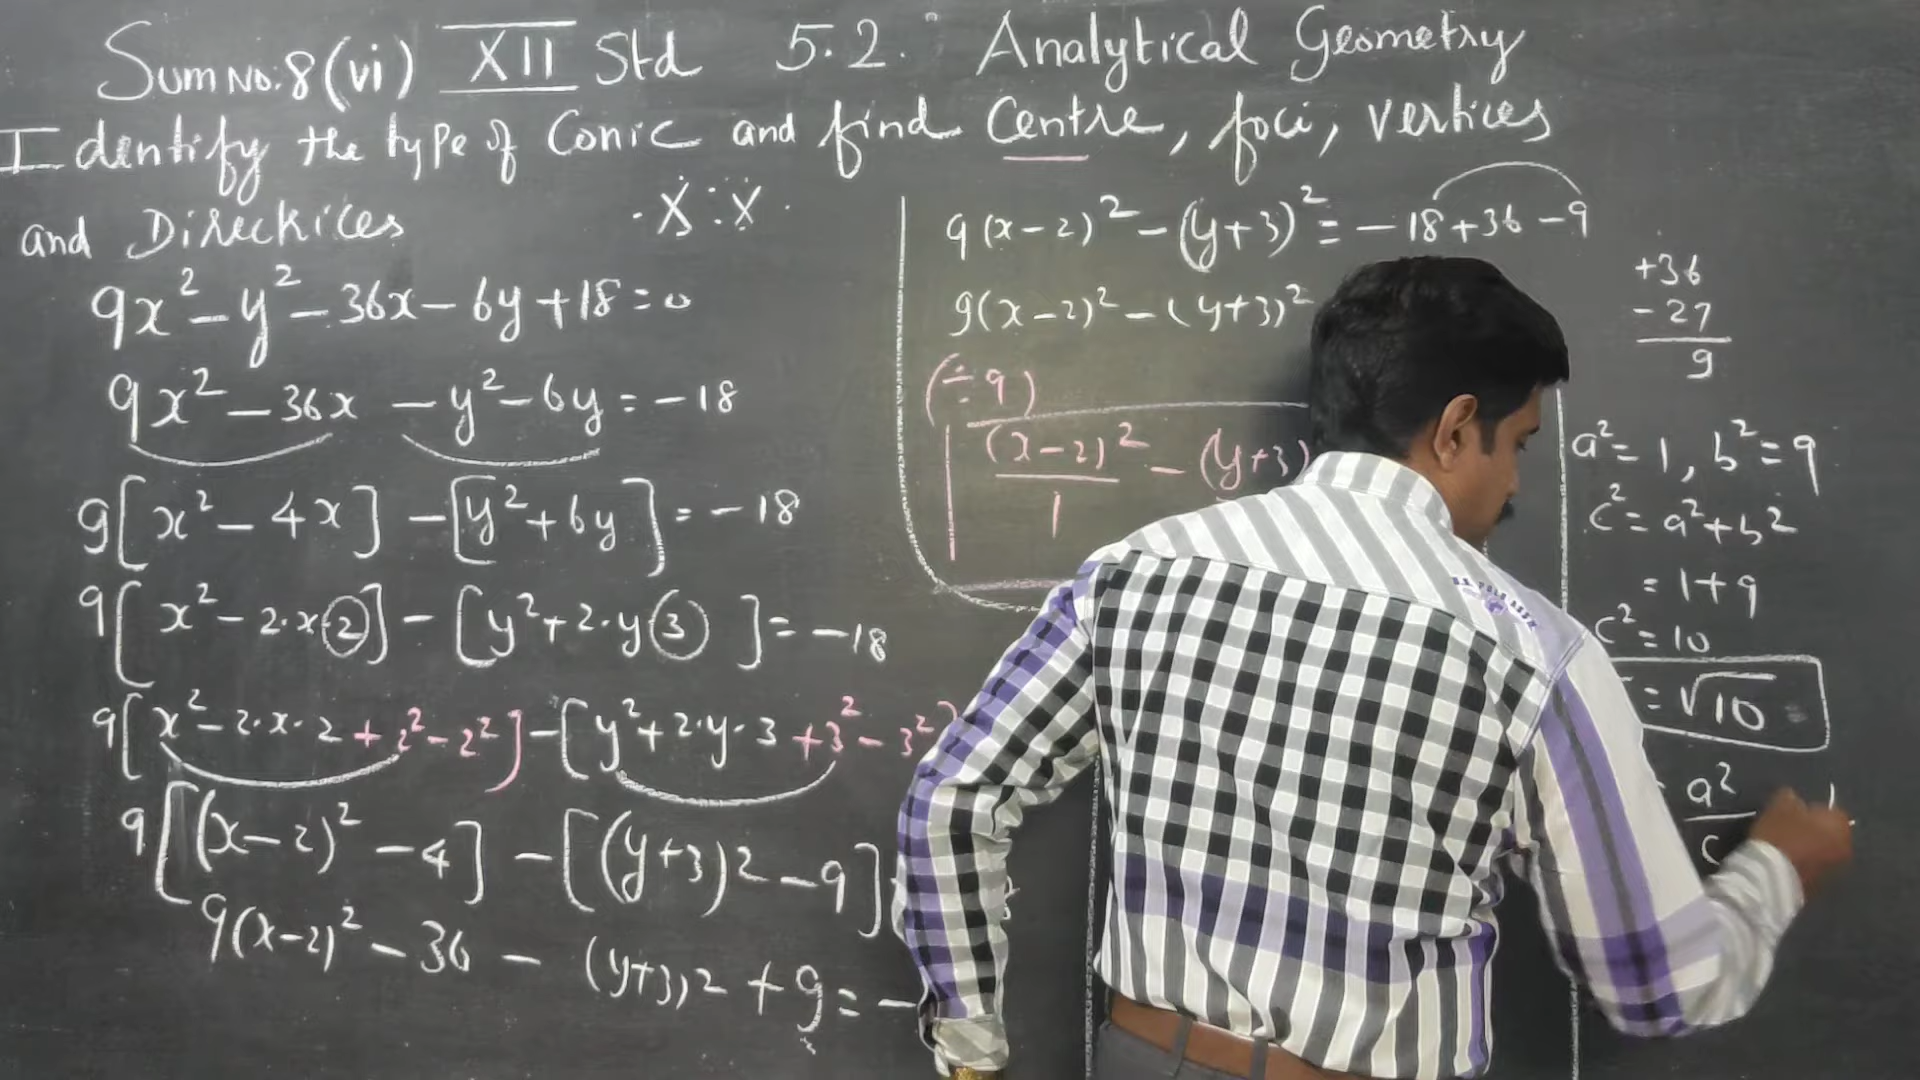 Sum No: 8 (vi) XII Std 5.2. Analytical Geometry
Identify the type of Conic and find Centre, foci, vertices
and Directrices
9x² - y² - 36x - 6y + 18 = 0
9x² - 36x - y² - 6y = -18
9[x² - 4x] - [y² + 6y] = -18
9[x² - 2·x②] - [y² + 2·y③] = -18
9[x² - 2·x·2 + 2² - 2²] - [y² + 2·y·3 + 3² - 3²]
9[(x-2)² - 4] - [(y+3)² - 9]
9(x-2)² - 36 - (y+3)² + 9 = -
9(x-2)² - (y+3)² = -18 + 36 - 9
9(x-2)² - (y+3)²
(÷ 9)
(x-2)²/1 - (y+3)
+36
-27
9
a² = 1, b² = 9
c² = a² + b²
= 1 + 9
c² = 10
= √10
a²
c